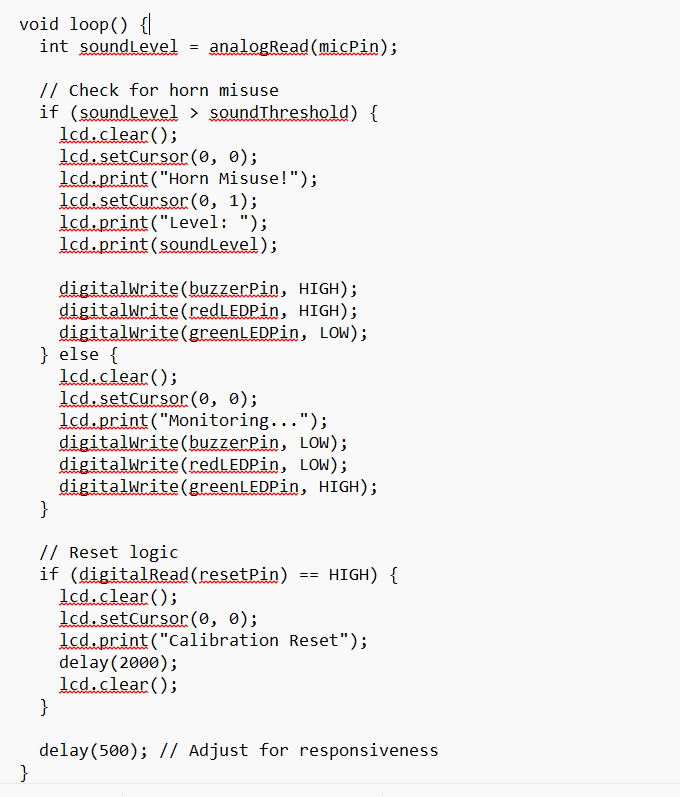 void loop() {
  int soundLevel = analogRead(micPin);

  // Check for horn misuse
  if (soundLevel > soundThreshold) {
    lcd.clear();
    lcd.setCursor(0, 0);
    lcd.print("Horn Misuse!");
    lcd.setCursor(0, 1);
    lcd.print("Level: ");
    lcd.print(soundLevel);

    digitalWrite(buzzerPin, HIGH);
    digitalWrite(redLEDPin, HIGH);
    digitalWrite(greenLEDPin, LOW);
  } else {
    lcd.clear();
    lcd.setCursor(0, 0);
    lcd.print("Monitoring...");
    digitalWrite(buzzerPin, LOW);
    digitalWrite(redLEDPin, LOW);
    digitalWrite(greenLEDPin, HIGH);
  }

  // Reset logic
  if (digitalRead(resetPin) == HIGH) {
    lcd.clear();
    lcd.setCursor(0, 0);
    lcd.print("Calibration Reset");
    delay(2000);
    lcd.clear();
  }

  delay(500); // Adjust for responsiveness
}